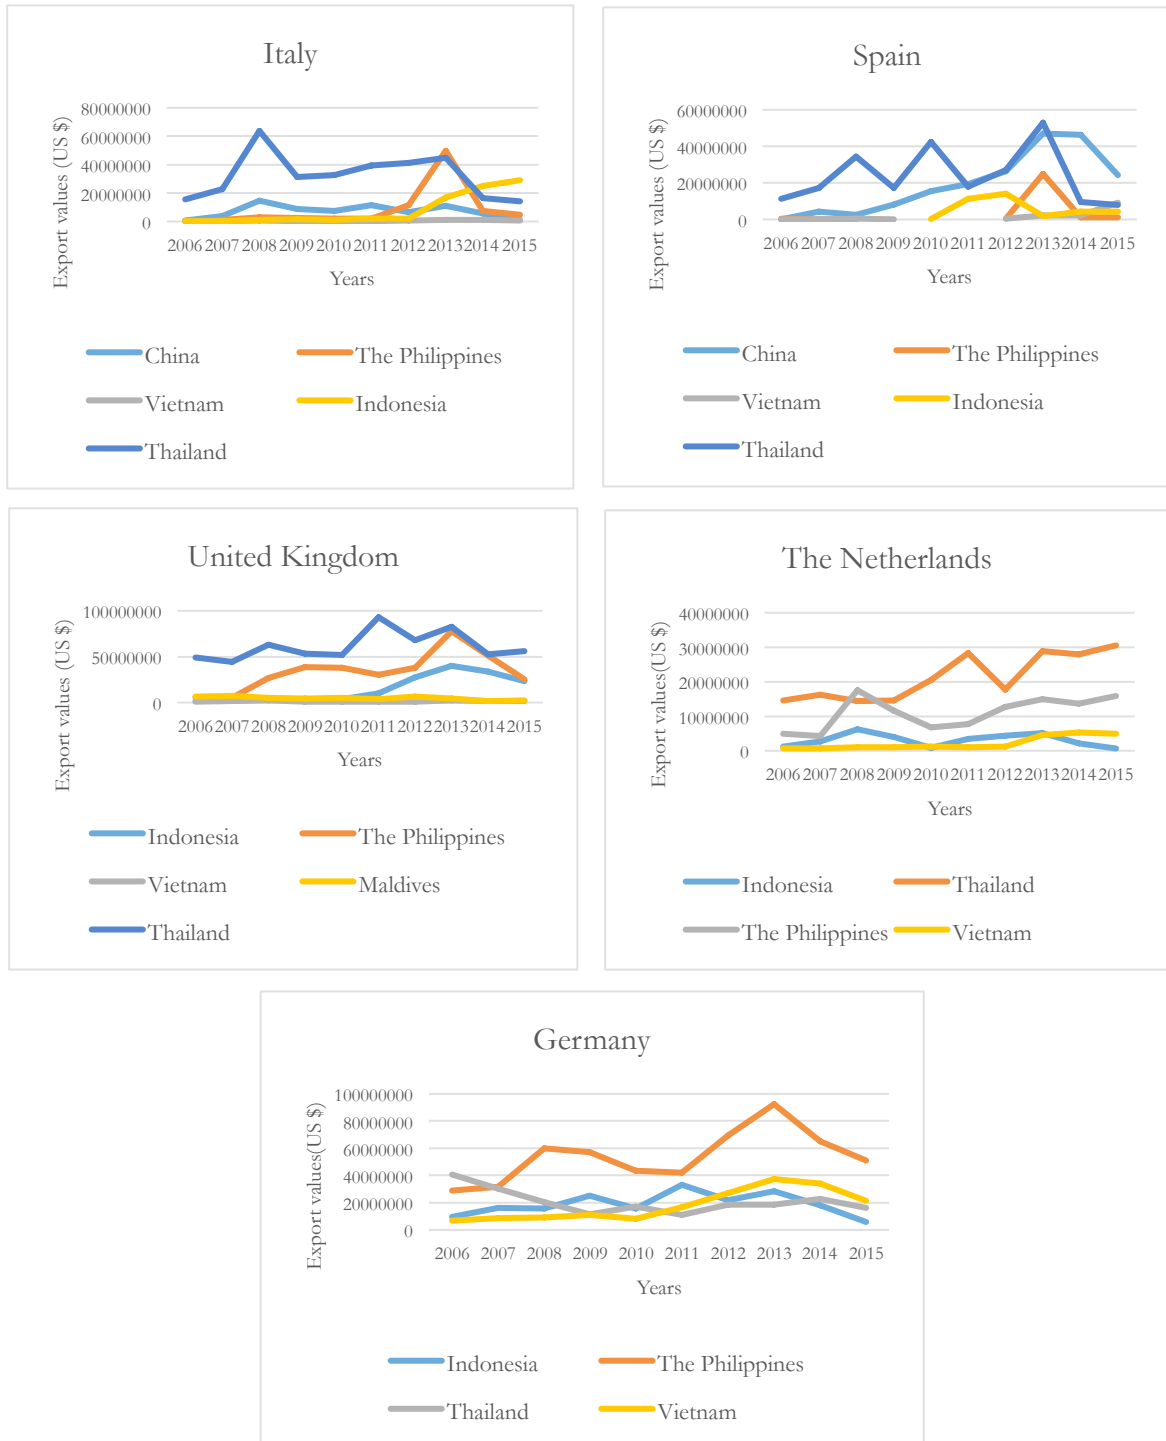 Italy
Export values (US $)
80000000
60000000
40000000
20000000
0
2006 2007 2008 2009 2010 2011 2012 2013 2014 2015
Years
China The Philippines
Vietnam Indonesia
Thailand
Spain
Export values (US $)
60000000
40000000
20000000
0
2006 2007 2008 2009 2010 2011 2012 2013 2014 2015
Years
China The Philippines
Vietnam Indonesia
Thailand
United Kingdom
Export values (US $)
100000000
50000000
0
2006 2007 2008 2009 2010 2011 2012 2013 2014 2015
Years
Indonesia The Philippines
Vietnam Maldives
Thailand
The Netherlands
Export values(US $)
40000000
30000000
20000000
10000000
0
2006 2007 2008 2009 2010 2011 2012 2013 2014 2015
Years
Indonesia Thailand
The Philippines Vietnam
Germany
Export values(US $)
100000000
80000000
60000000
40000000
20000000
0
2006 2007 2008 2009 2010 2011 2012 2013 2014 2015
Years
Indonesia The Philippines
Thailand Vietnam